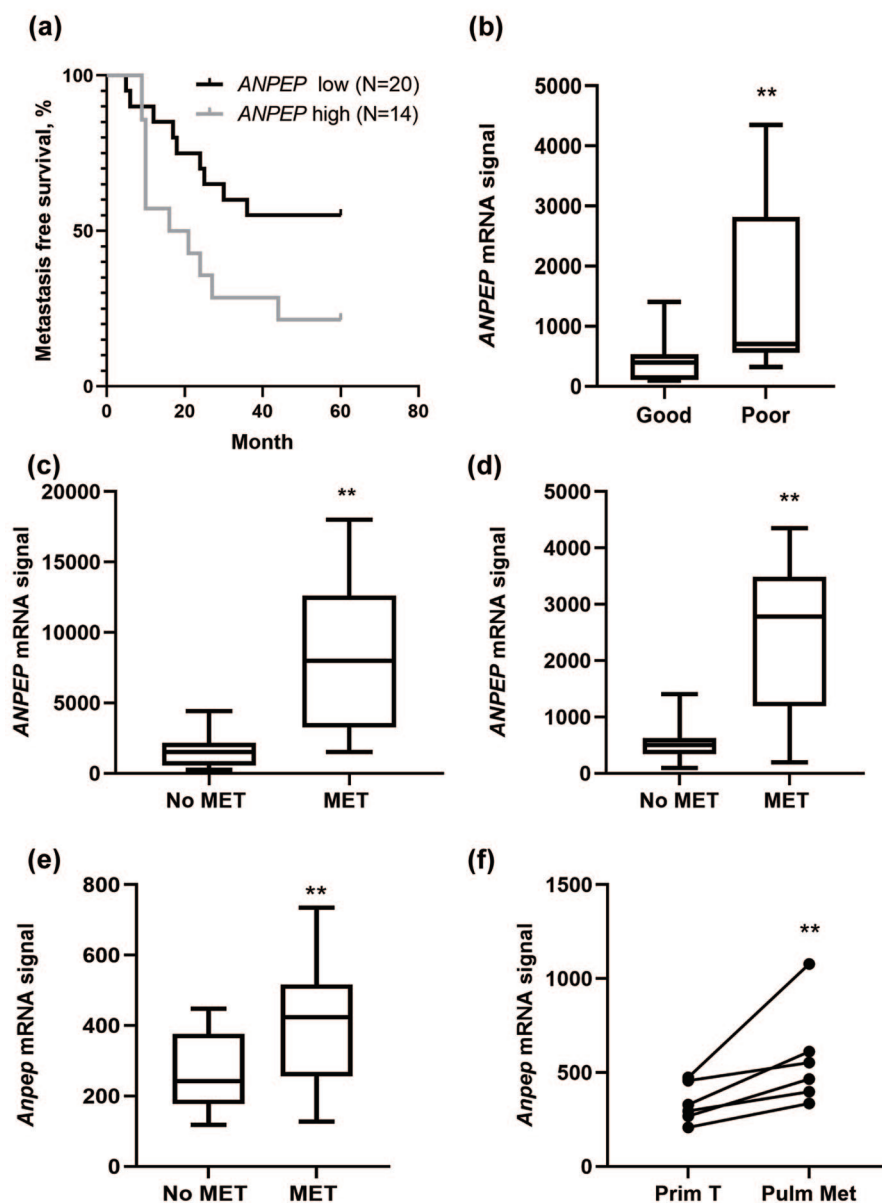 (a)
Metastasis free survival, %
100
50
0
0 20 40 60 80
Month
ANPEP low (N=20)
ANPEP high (N=14)
(b)
ANPEP mRNA signal
5000
4000
3000
2000
1000
0
**
Good Poor
(c)
ANPEP mRNA signal
20000
15000
10000
5000
0
**
No MET MET
(d)
ANPEP mRNA signal
5000
4000
3000
2000
1000
0
**
No MET MET
(e)
Anpep mRNA signal
800
600
400
200
0
**
No MET MET
(f)
Anpep mRNA signal
1500
1000
500
0
**
Prim T Pulm Met